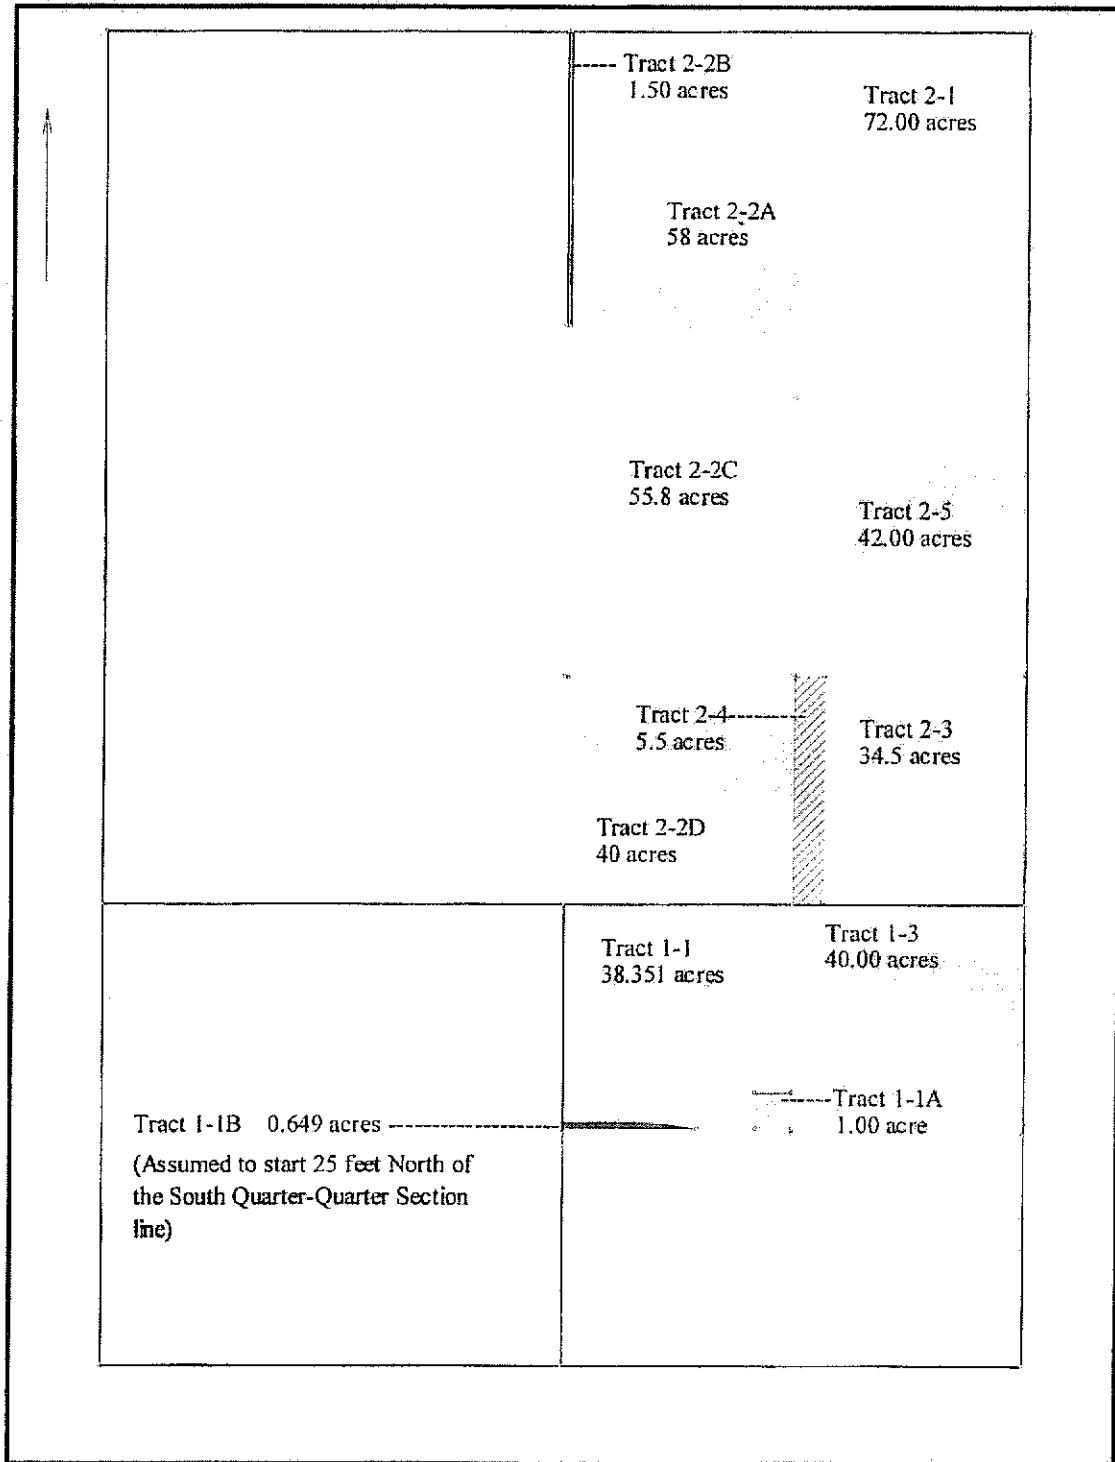 Tract 2-2B
1.50 acres
Tract 2-1
72.00 acres
Tract 2-2A
58 acres
Tract 2-2C
55.8 acres
Tract 2-5
42.00 acres
Tract 2-4
5.5 acres
Tract 2-3
34.5 acres
Tract 2-2D
40 acres
Tract 1-1
38.351 acres
Tract 1-3
40.00 acres
Tract 1-1A
1.00 acre
Tract 1-1B 0.649 acres
(Assumed to start 25 feet North of
the South Quarter-Quarter Section
line)